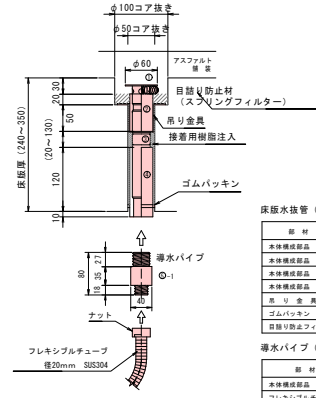 φ100コア抜き
φ50コア抜き
φ60
アスファルト
舗装
目詰り防止材
(スプリングフィルター)
吊り金具
接着用樹脂注入
ゴムパッキン
床版厚(240~350)
20
30
50
(20~130)
120
10
導水パイプ
27
35
18
80
40
ナット
フレキシブルチューブ
径20mm SUS304
床版水抜管(
部 材
本体構成部品
本体構成部品
本体構成部品
本体構成部品
吊 り 金 具
ゴムパッキン
目詰り防止フィ
導水パイプ(
部 材
本体構成部品